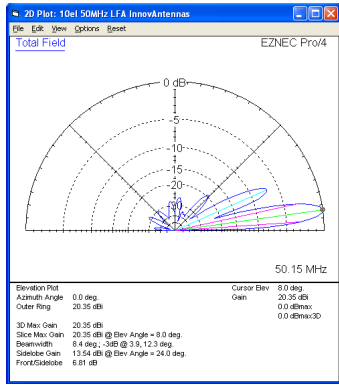 2D Plot: 10el 50MHz LFA InnovAntennas
File Edit View Options Reset
Total Field EZNEC Pro/4
0 dB
-5
-10
-15
-20
-30
50.15 MHz
Elevation Plot Cursor Elev 8.0 deg.
Azimuth Angle 0.0 deg. Gain 20.35 dBi
Outer Ring 20.35 dBi 0.0 dBmax
0.0 dBmax3D
3D Max Gain 20.35 dBi
Slice Max Gain 20.35 dBi @ Elev Angle = 8.0 deg.
Beamwidth 8.4 deg.; -3dB @ 3.9, 12.3 deg.
Sidelobe Gain 13.54 dBi @ Elev Angle = 24.0 deg.
Front/Sidelobe 6.81 dB